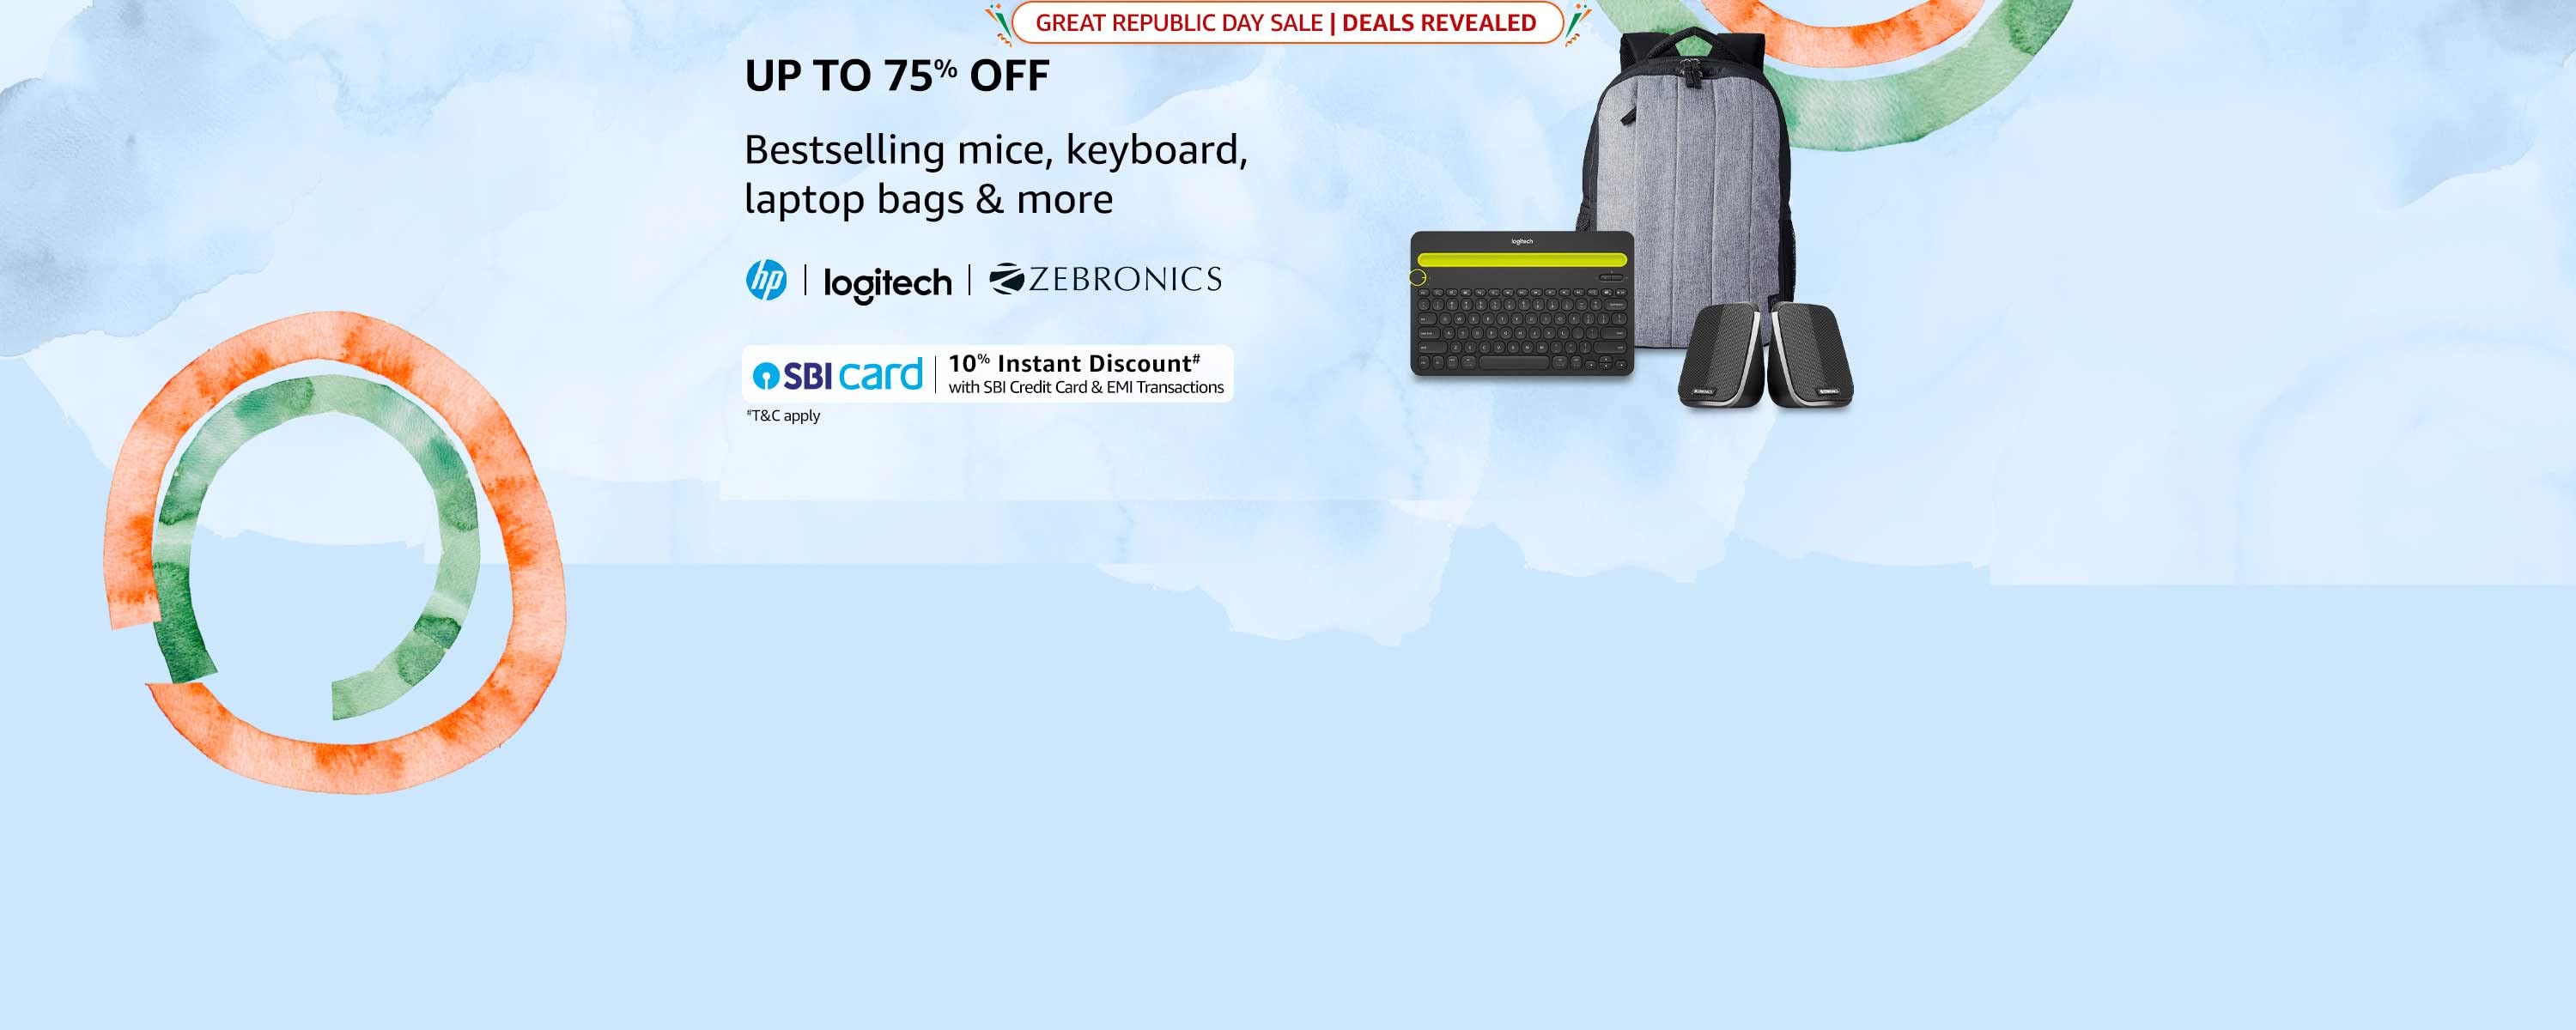 GREAT REPUBLIC DAY SALE | DEALS REVEALED
UP TO 75% OFF
Bestselling mice, keyboard,
laptop bags & more
hp | logitech | ZEBRONICS
SBI card | 10% Instant Discount#
with SBI Credit Card & EMI Transactions
#T&C apply
logitech